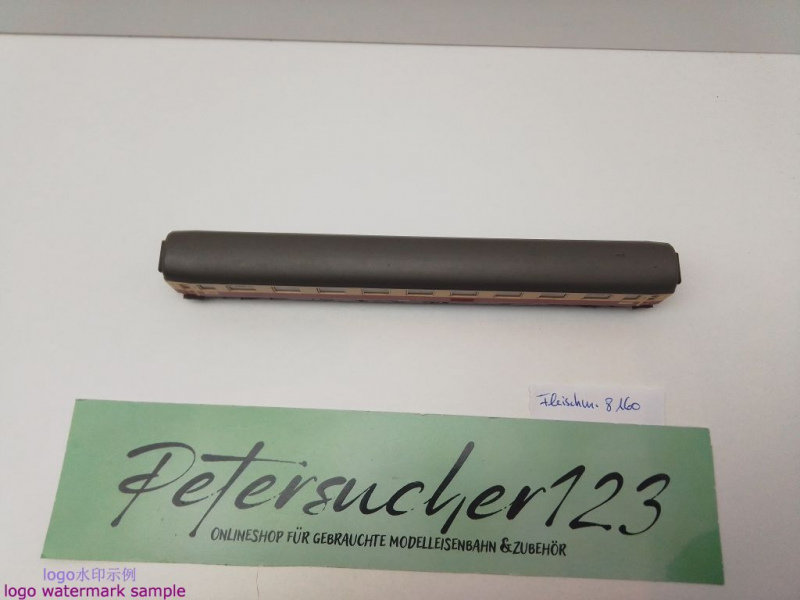 Fleischm. 8160
Petersucher123
ONLINESHOP FÜR GEBRAUCHTE MODELLEISENBAHN & ZUBEHÖR
logo水印示例
logo watermark sample